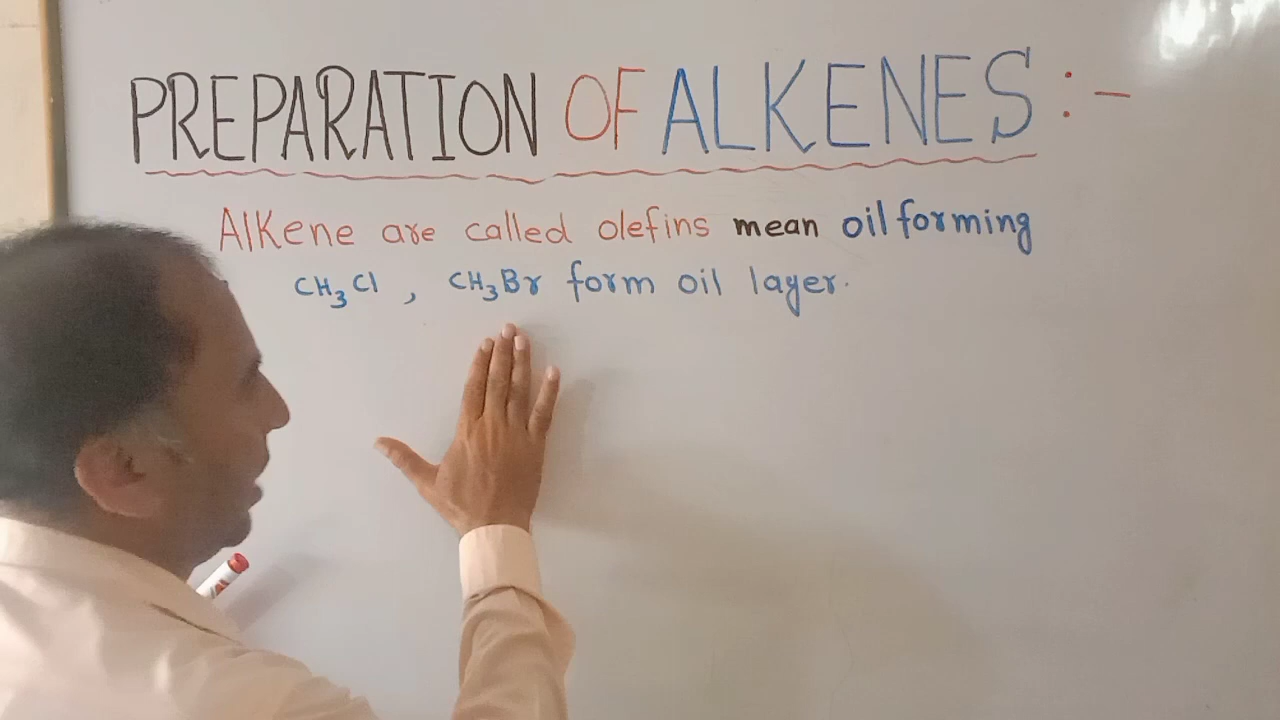 PREPARATION OF ALKENES :-
Alkene are called olefins mean oil forming
CH₃Cl , CH₃Br form oil layer.